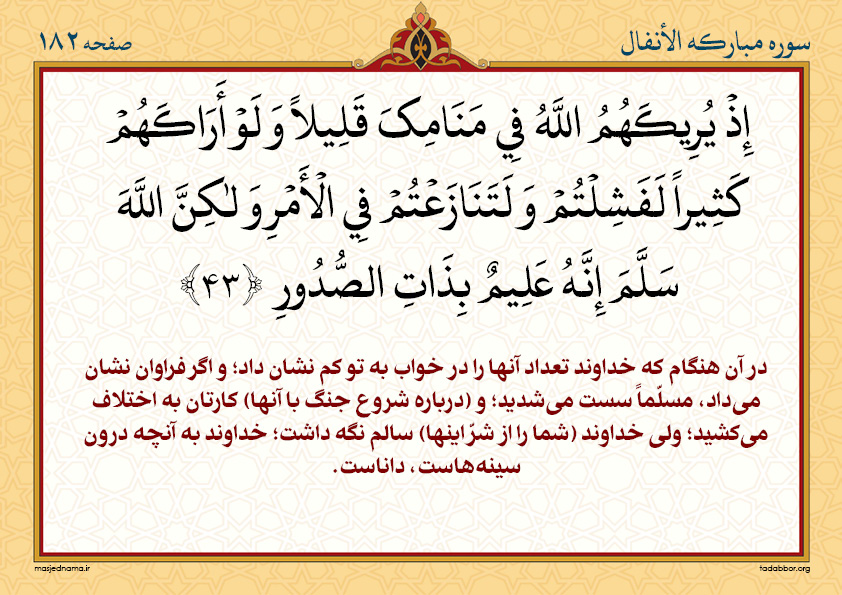 سوره مبارکه الأنفال
صفحه ۱۸۲
إِذْ يُرِيكَهُمُ اللَّهُ فِي مَنَامِكَ قَلِيلاً وَ لَوْ أَرَاكَهُمْ
كَثِيراً لَفَشِلْتُمْ وَ لَتَنَازَعْتُمْ فِي الْأَمْرِ وَ لٰكِنَّ اللَّهَ
سَلَّمَ إِنَّهُ عَلِيمٌ بِذَاتِ الصُّدُورِ ﴿۴۳﴾
در آن هنگام که خداوند تعداد آنها را در خواب به تو کم نشان داد؛ و اگر فراوان نشان
می‌داد، مسلّماً سست می‌شدید؛ و (درباره شروع جنگ با آنها) کارتان به اختلاف
می‌کشید؛ ولی خداوند (شما را از شرّ اینها) سالم نگه داشت؛ خداوند به آنچه درون
سینه‌هاست، داناست.
masjednama.ir
tadabbor.org